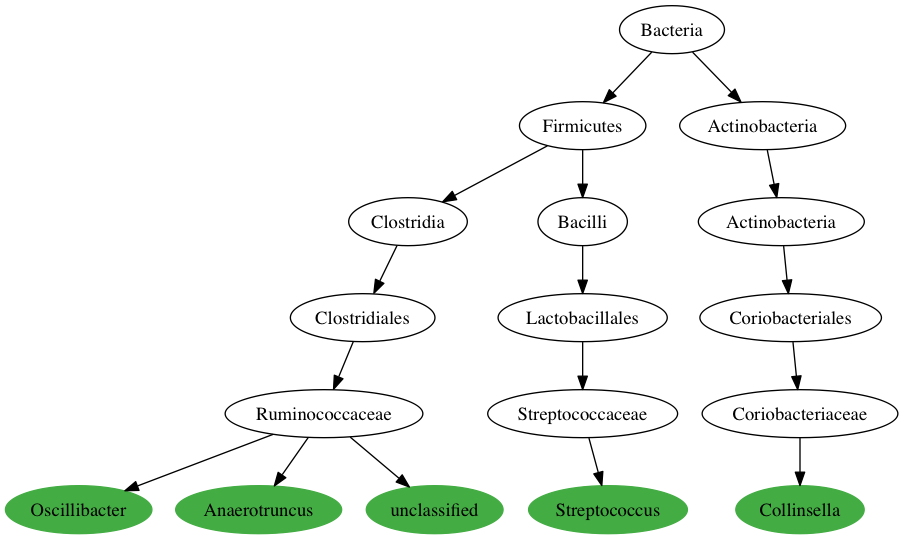 Bacteria
Firmicutes
Actinobacteria
Clostridia
Bacilli
Actinobacteria
Clostridiales
Lactobacillales
Coriobacteriales
Ruminococcaceae
Streptococcaceae
Coriobacteriaceae
Oscillibacter
Anaerotruncus
unclassified
Streptococcus
Collinsella